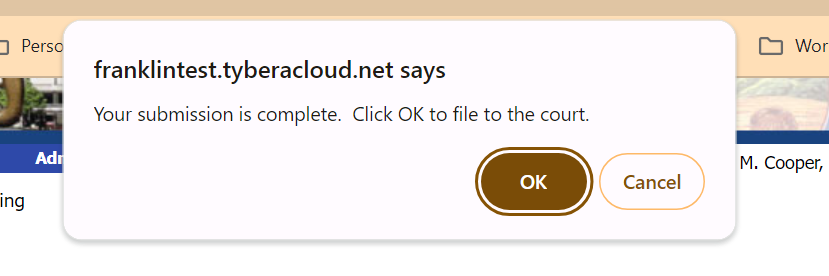 Perso
Wor
franklintest.tyberacloud.net says
Your submission is complete.  Click OK to file to the court.
OK
Cancel
Adm
M. Cooper,
ing